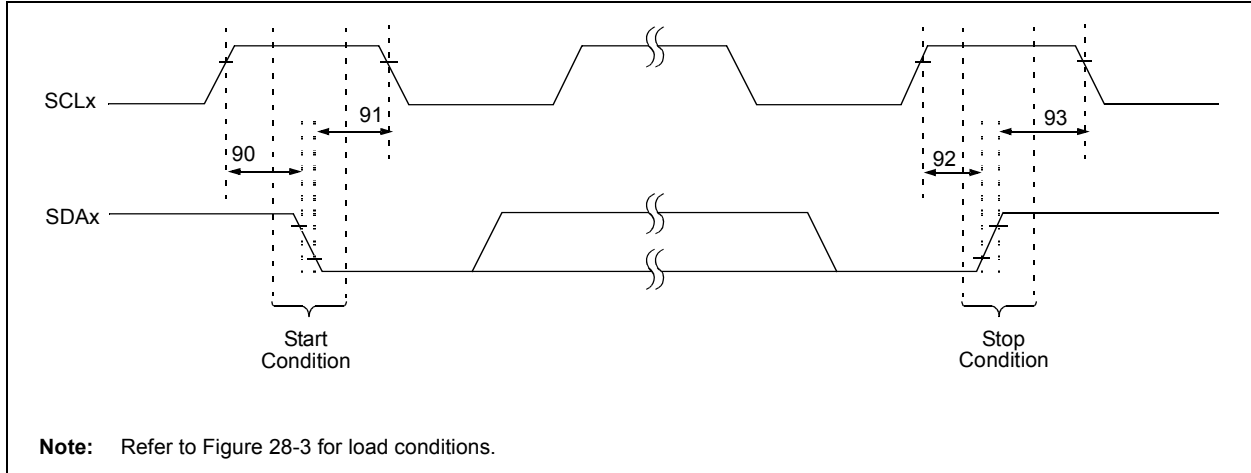 SCLx
91
93
90
92
SDAx
Start
Condition
Stop
Condition
Note: Refer to Figure 28-3 for load conditions.